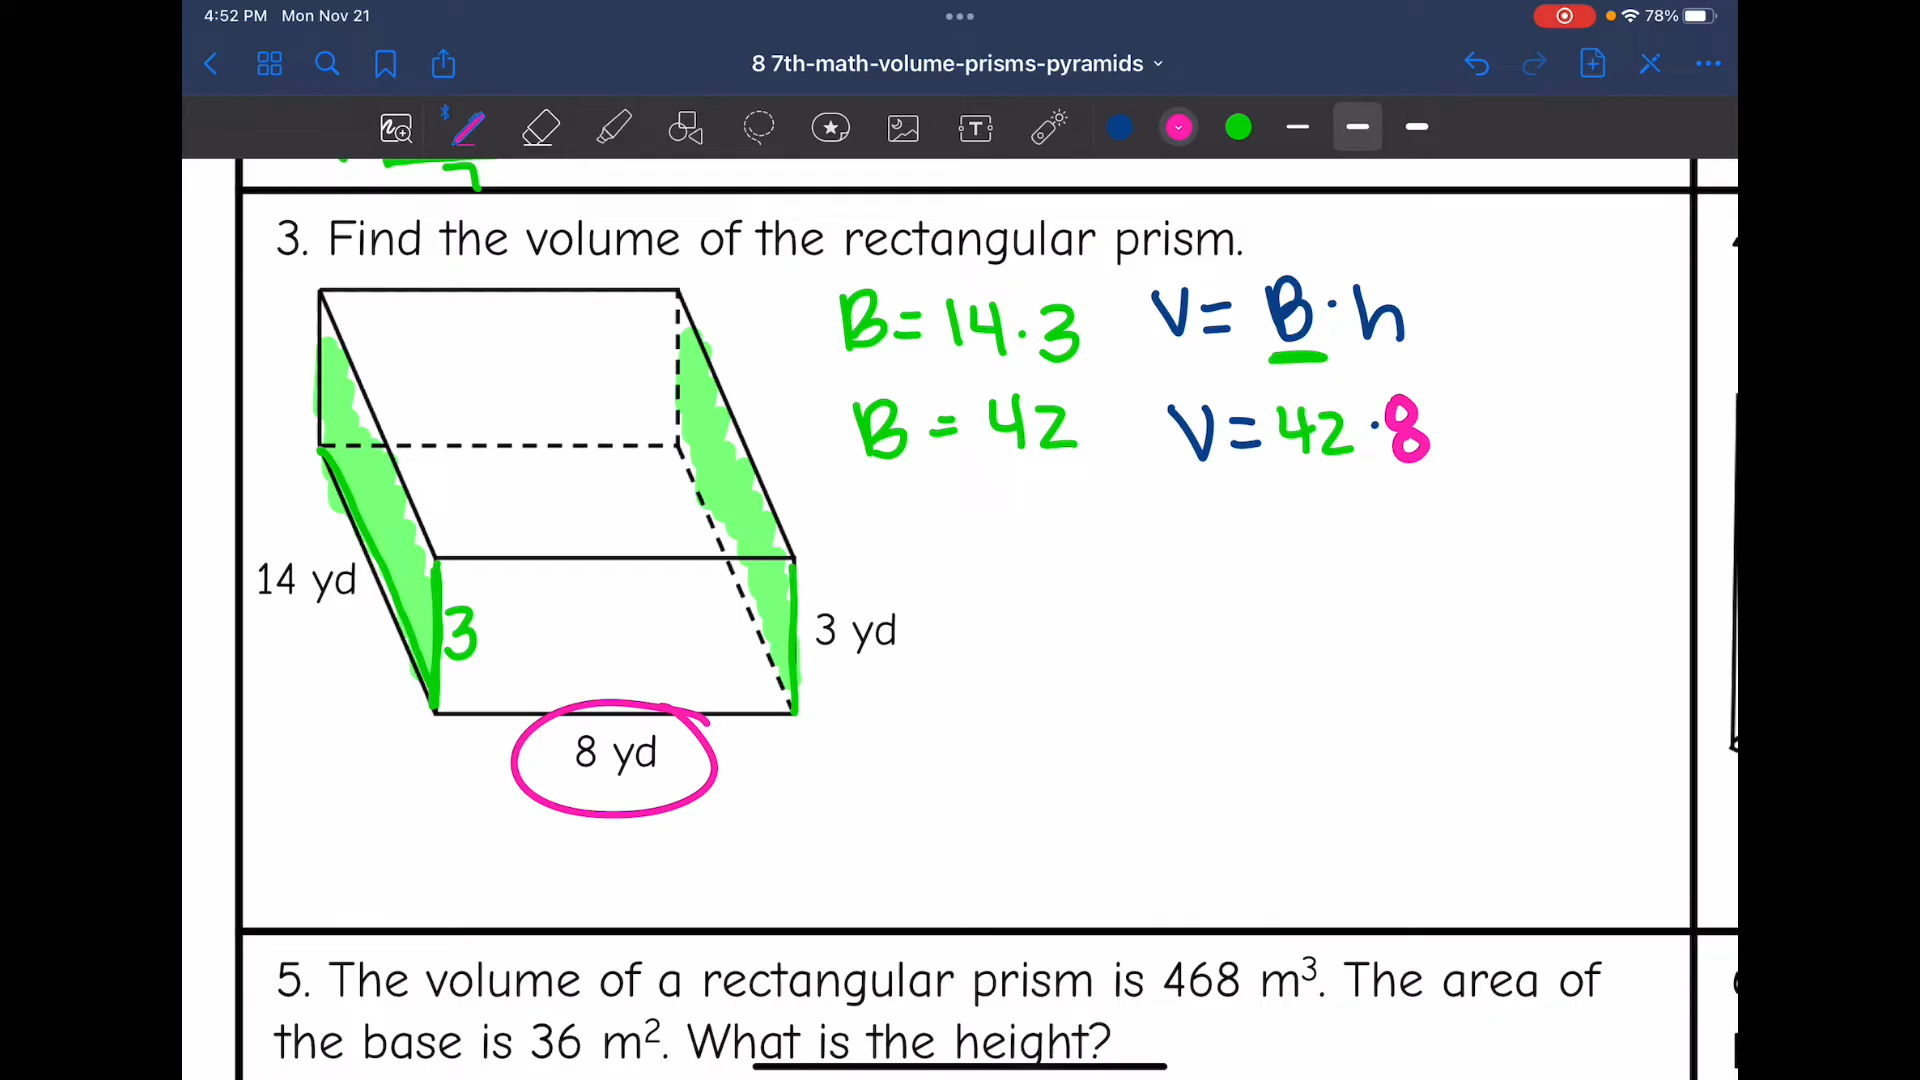 4:52 PM Mon Nov 21
78%
8 7th-math-volume-prisms-pyramids
3. Find the volume of the rectangular prism.
B = 14 · 3
V = B · h
B = 42
V = 42 · 8
14 yd
3
3 yd
8 yd
5. The volume of a rectangular prism is 468 m³. The area of
the base is 36 m². What is the height?